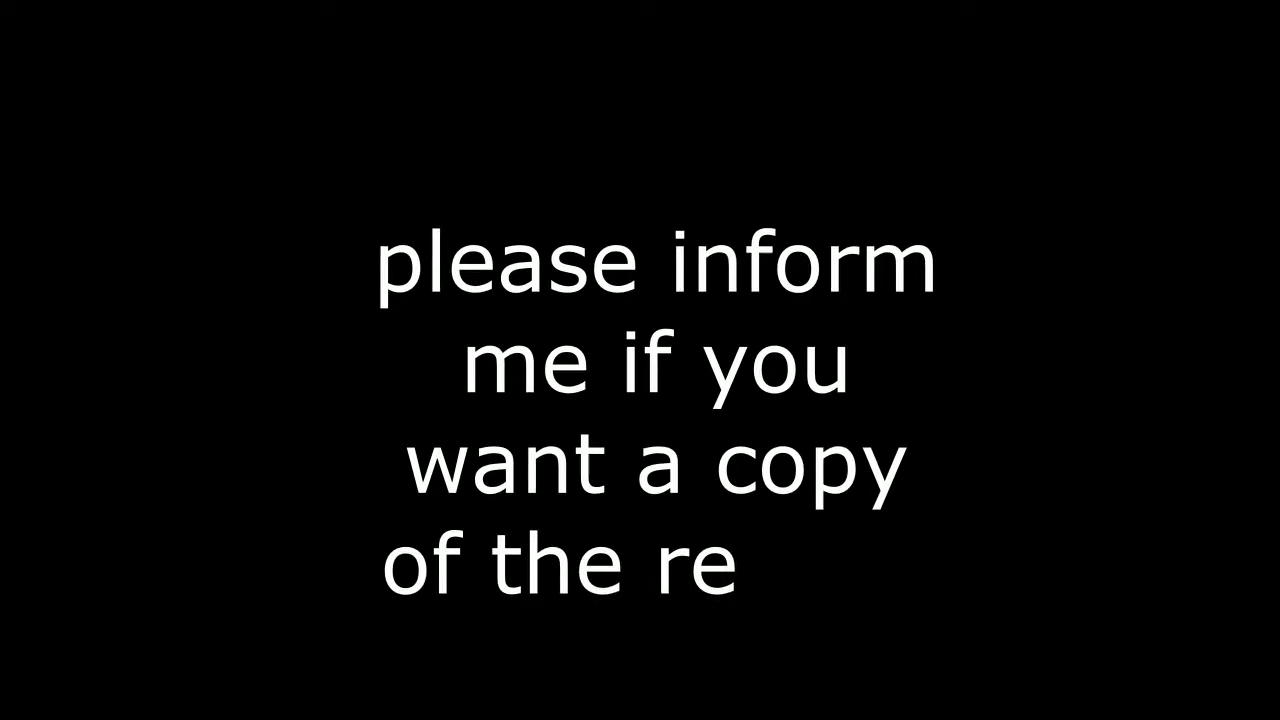 please inform
me if you
want a copy
of the re